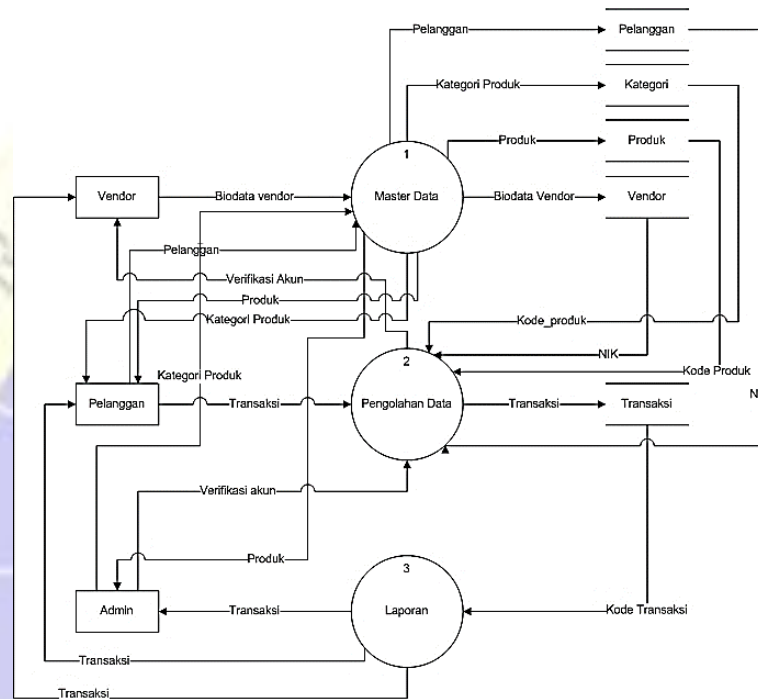 Pelanggan
Pelanggan
Kategori Produk
Kategori
1
Produk
Produk
Vendor
Biodata vendor
Master Data
Biodata Vendor
Vendor
Pelanggan
Verifikasi Akun
Produk
Kategori Produk
Kode_produk
NIK
2
Kode Produk
Kategori Produk
Pelanggan
Transaksi
Pengolahan Data
Transaksi
Transaksi
N
Verifikasi akun
Produk
3
Admin
Transaksi
Laporan
Kode Transaksi
Transaksi
Transaksi